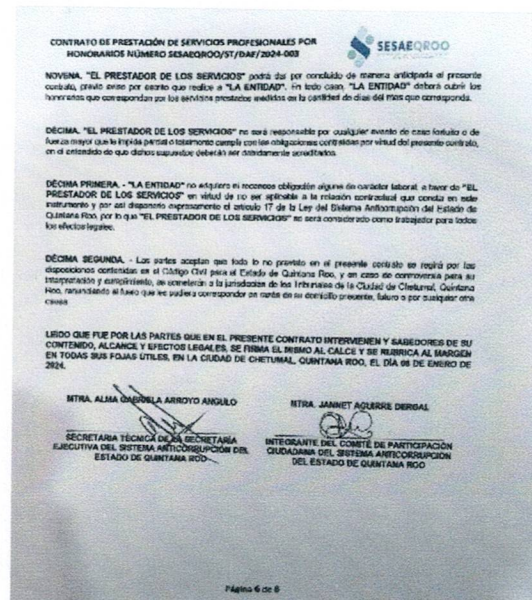 CONTRATO DE PRESTACIÓN DE SERVICIOS PROFESIONALES POR
HONORARIOS NÚMERO SESAEQROO/ST/DAF/2024-003
SESAEQROO
NOVENA. "EL PRESTADOR DE LOS SERVICIOS" podrá dar por concluido de manera anticipada el presente
contrato, previo aviso por escrito que realice a "LA ENTIDAD". En todo caso, "LA ENTIDAD" deberá cubrir los
honorarios que correspondan por los servicios prestados medidos en la cantidad de días del mes que corresponda.
DÉCIMA. "EL PRESTADOR DE LOS SERVICIOS" no será responsable por cualquier evento de caso fortuito o de
fuerza mayor que le impida parcial o totalmente cumplir con las obligaciones contraídas por virtud del presente contrato,
en el entendido de que dichos supuestos deberán ser debidamente acreditados.
DÉCIMA PRIMERA. - "LA ENTIDAD" no adquiere ni reconoce obligación alguna de carácter laboral, a favor de "EL
PRESTADOR DE LOS SERVICIOS" en virtud de no ser aplicable a la relación contractual que consta en este
instrumento y por así disponerlo expresamente el artículo 17 de la Ley del Sistema Anticorrupción del Estado de
Quintana Roo, por lo que "EL PRESTADOR DE LOS SERVICIOS" no será considerado como trabajador para todos
los efectos legales.
DÉCIMA SEGUNDA. - Las partes aceptan que todo lo no previsto en el presente contrato se regirá por las
disposiciones contenidas en el Código Civil para el Estado de Quintana Roo, y en caso de controversia para su
interpretación y cumplimiento, se someterán a la jurisdicción de los Tribunales de la Ciudad de Chetumal, Quintana
Roo, renunciando al fuero que les pudiera corresponder en razón de su domicilio presente, futuro o por cualquier otra
causa.
LEÍDO QUE FUE POR LAS PARTES QUE EN EL PRESENTE CONTRATO INTERVIENEN Y SABEDORES DE SU
CONTENIDO, ALCANCE Y EFECTOS LEGALES, SE FIRMA EL MISMO AL CALCE Y SE RUBRICA AL MARGEN
EN TODAS SUS FOJAS ÚTILES, EN LA CIUDAD DE CHETUMAL, QUINTANA ROO, EL DÍA DE ENERO DE
2024.
MTRA. ALMA GABRIELA ARROYO ANGULO
SECRETARIA TÉCNICA DE LA SECRETARÍA
EJECUTIVA DEL SISTEMA ANTICORRUPCIÓN DEL
ESTADO DE QUINTANA ROO
MTRA. JANNET AGUIRRE DERGAL
INTEGRANTE DEL COMITÉ DE PARTICIPACIÓN
CIUDADANA DEL SISTEMA ANTICORRUPCIÓN
DEL ESTADO DE QUINTANA ROO
Página 6 de 6